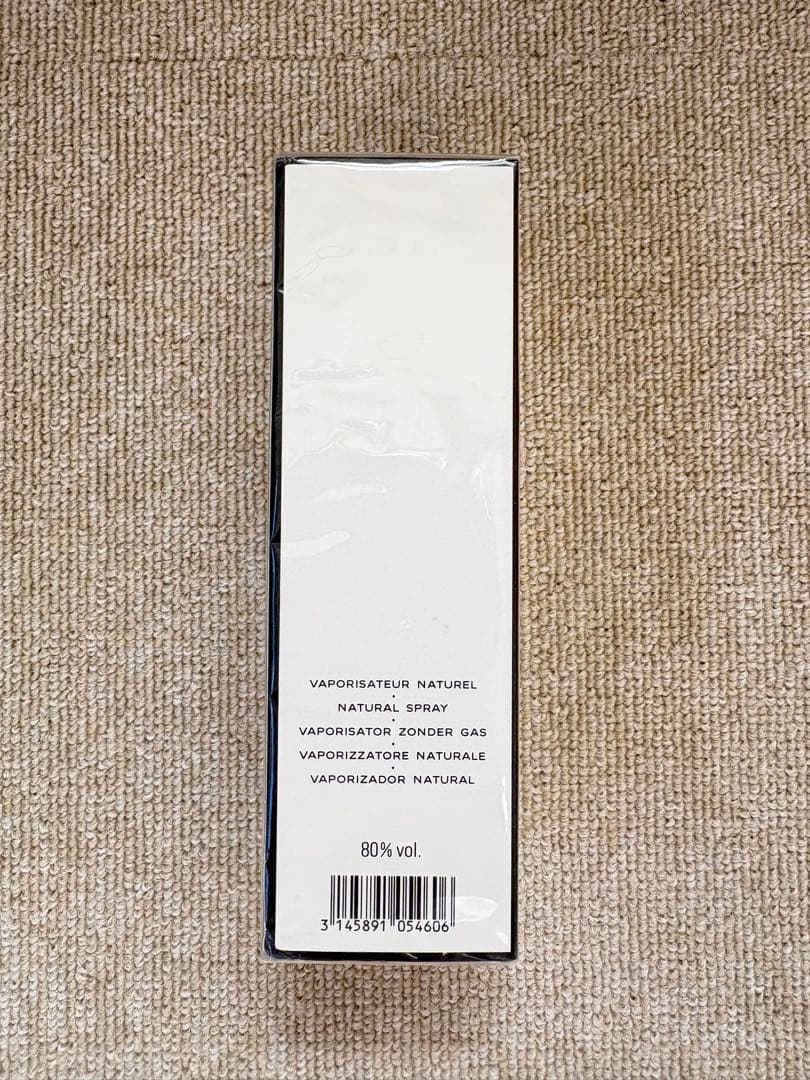 VAPORISATEUR NATUREL
•
NATURAL SPRAY
•
VAPORISATOR ZONDER GAS
•
VAPORIZZATORE NATURALE
•
VAPORIZADOR NATURAL
80% vol.
3 145891 054606